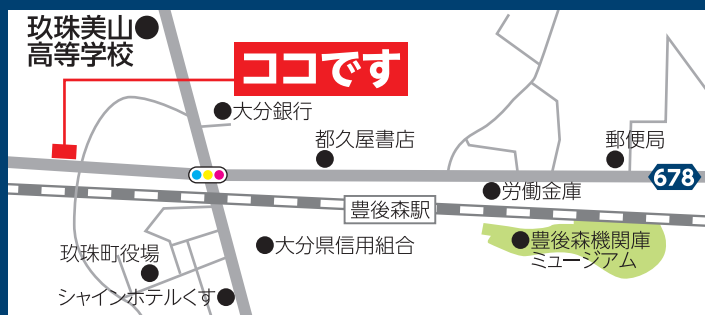 玖珠美山
高等学校
ココです
大分銀行
都久屋書店
郵便局
678
労働金庫
豊後森駅
大分県信用組合
豊後森機関庫
ミュージアム
玖珠町役場
シャインホテルくす